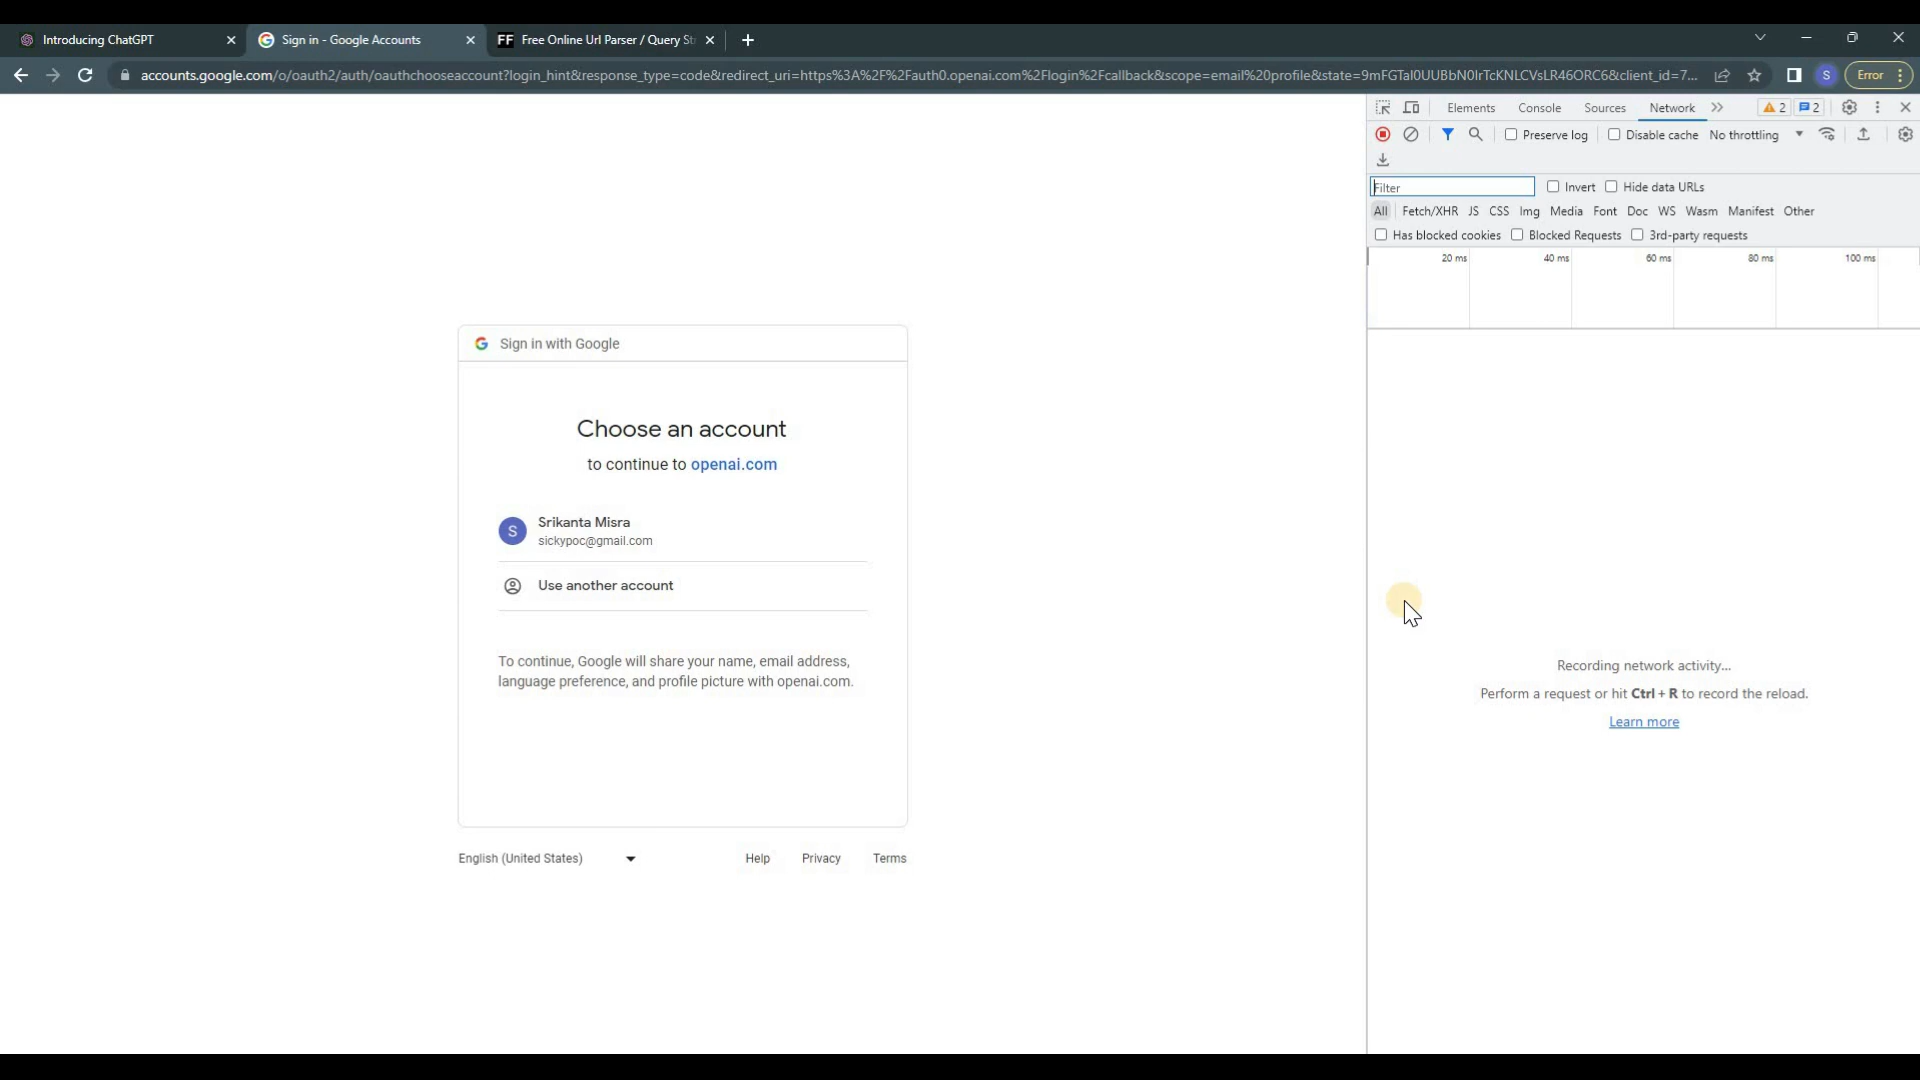 Introducing ChatGPT
Sign in - Google Accounts
FF Free Online Url Parser / Query St
accounts.google.com/o/oauth2/auth/oauthchooseaccount?login_hint&response_type=code&redirect_uri=https%3A%2F%2Fauth0.openai.com%2Flogin%2Fcallback&scope=email%20profile&state=9mFGTaI0UUBbN0IrTcKNLCVsLR46ORC6&client_id=7...
S
Error
Elements Console Sources Network 2 2
Preserve log Disable cache No throttling
Filter Invert Hide data URLs
All Fetch/XHR JS CSS Img Media Font Doc WS Wasm Manifest Other
Has blocked cookies Blocked Requests 3rd-party requests
20 ms 40 ms 60 ms 80 ms 100 ms
Sign in with Google
Choose an account
to continue to openai.com
S
Srikanta Misra
sickypoc@gmail.com
Use another account
To continue, Google will share your name, email address,
language preference, and profile picture with openai.com.
English (United States) Help Privacy Terms
Recording network activity...
Perform a request or hit Ctrl + R to record the reload.
Learn more